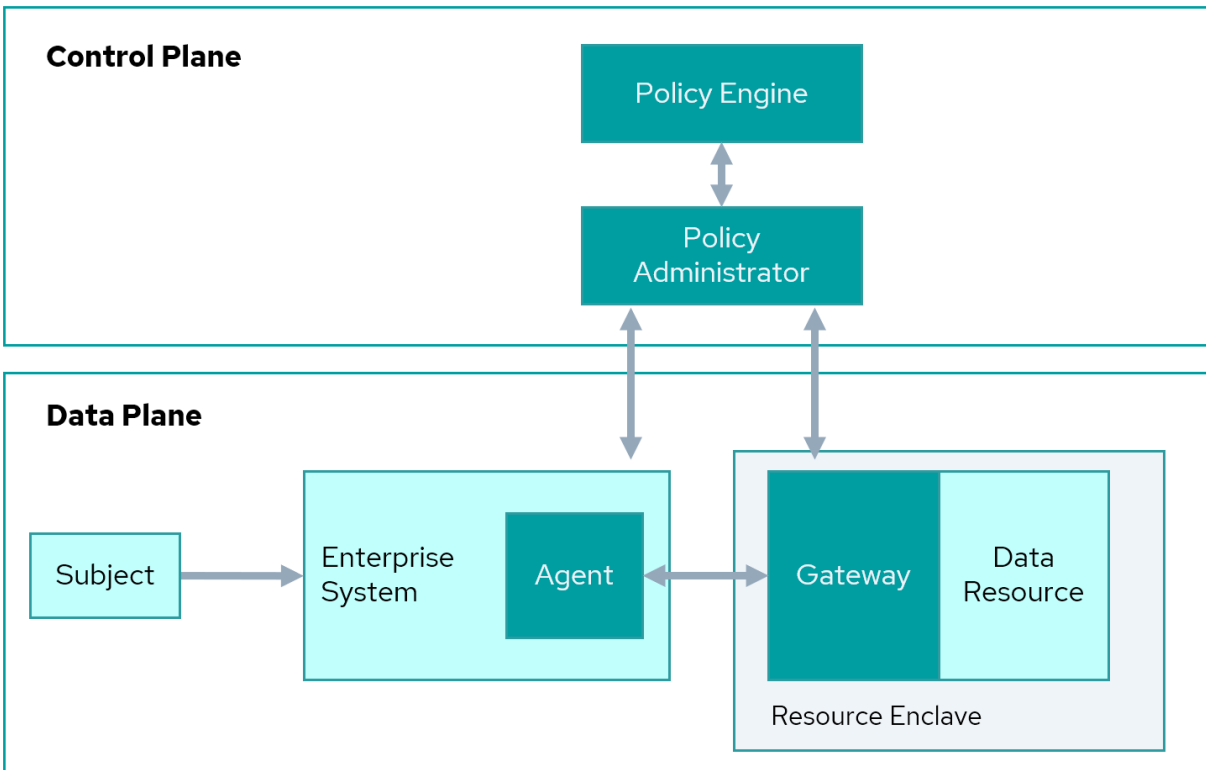 Control Plane
Policy Engine
Policy
Administrator
Data Plane
Subject
Enterprise
System
Agent
Gateway
Data
Resource
Resource Enclave